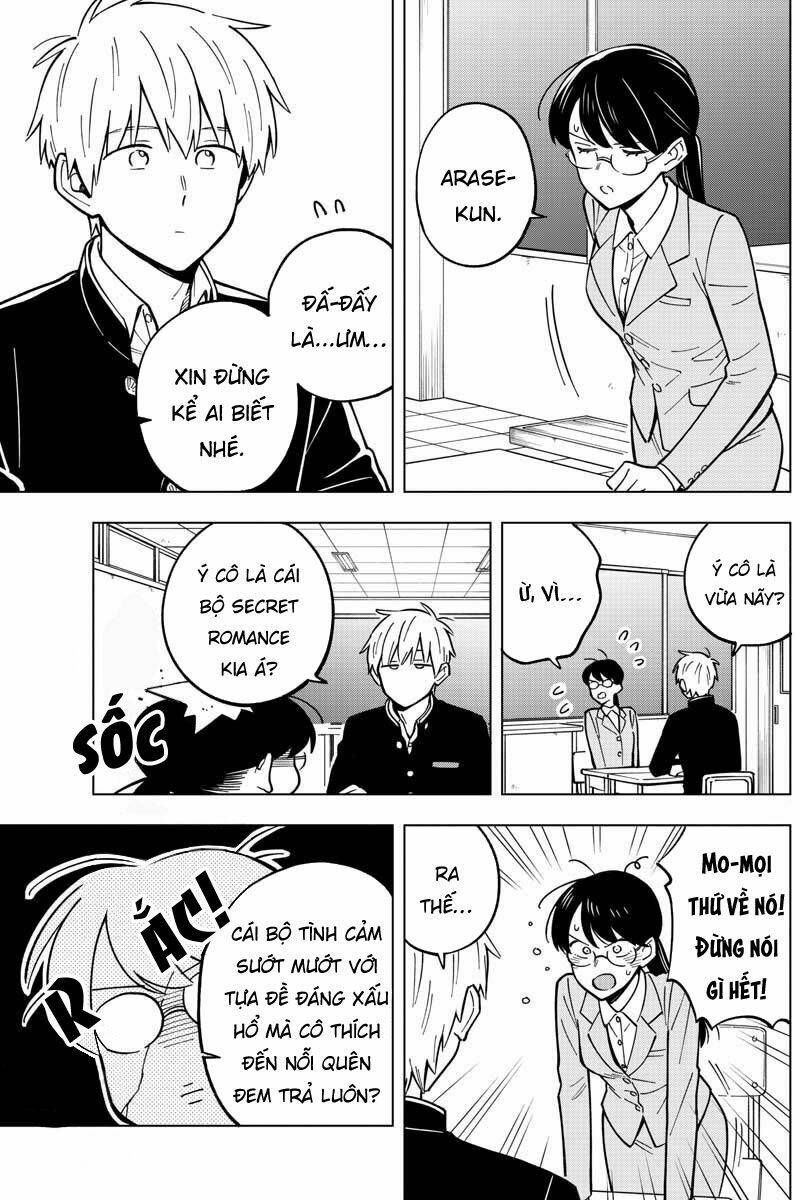 ARASE-
KUN.
ĐẤ-ĐẤY
LÀ...ƯM...
XIN ĐỪNG
KỂ AI BIẾT
NHÉ.
Ý CÔ LÀ
VỪA NÃY?
Ừ, VÌ...
Ý CÔ LÀ CÁI
BỘ SECRET
ROMANCE
KIA Á?
SỐC
MO-MỌI
THỨ VỀ NÓ!
ĐỪNG NÓI
GÌ HẾT!
RA
THẾ...
CÁI BỘ TÌNH CẢM
SƯỚT MƯỚT VỚI
TỰA ĐỀ ĐÁNG XẤU
HỔ MÀ CÔ THÍCH
ĐẾN NỖI QUÊN
ĐEM TRẢ LUÔN?
RẮC!